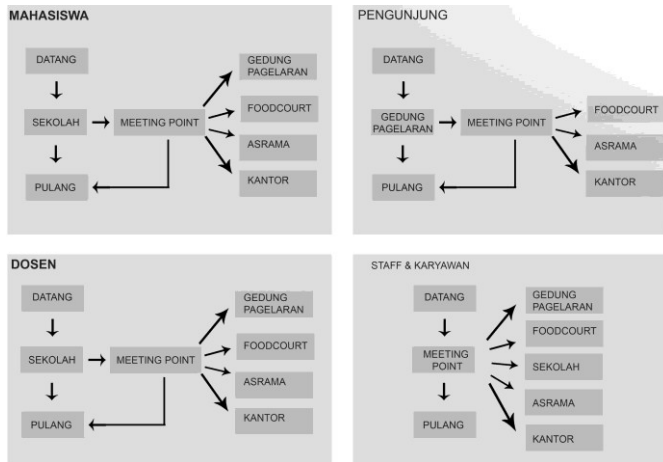 MAHASISWA
DATANG
SEKOLAH
PULANG
MEETING POINT
GEDUNG
PAGELARAN
FOODCOURT
ASRAMA
KANTOR
PENGUNJUNG
DATANG
GEDUNG
PAGELARAN
PULANG
MEETING POINT
FOODCOURT
ASRAMA
KANTOR
DOSEN
DATANG
SEKOLAH
PULANG
MEETING POINT
GEDUNG
PAGELARAN
FOODCOURT
ASRAMA
KANTOR
STAFF & KARYAWAN
DATANG
MEETING
POINT
PULANG
GEDUNG
PAGELARAN
FOODCOURT
SEKOLAH
ASRAMA
KANTOR